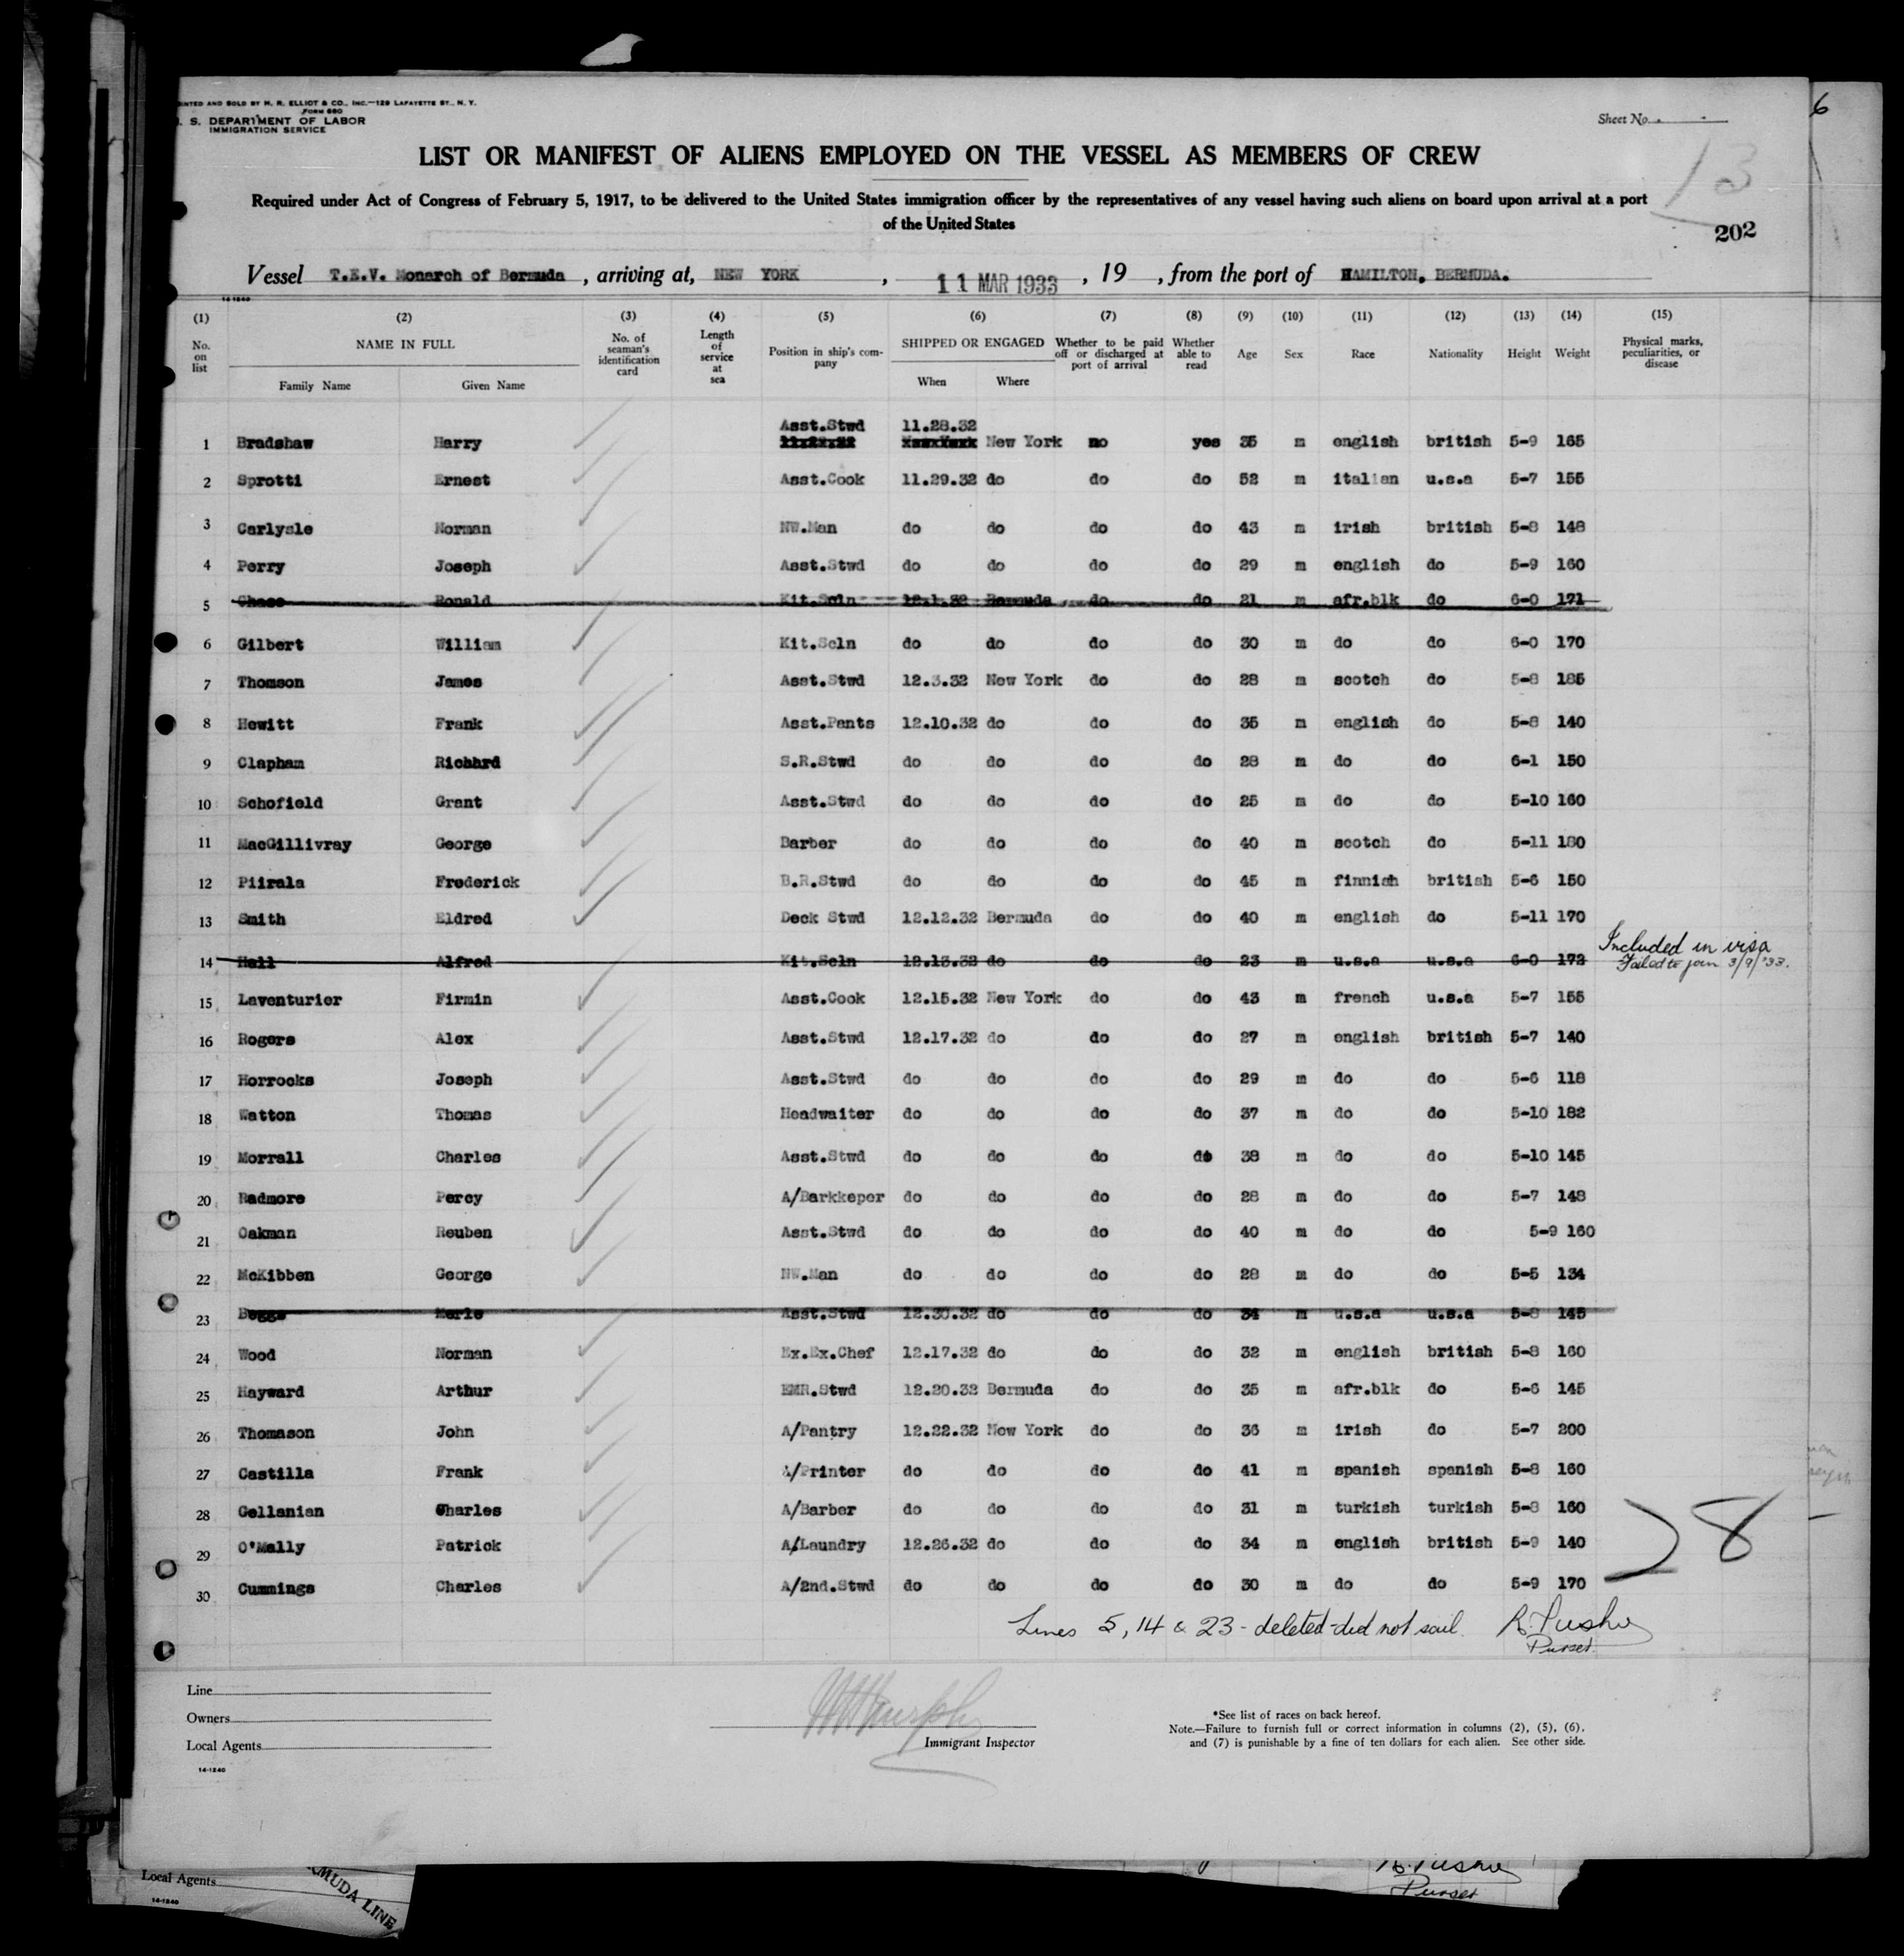 INTED AND SOLD BY M. R. ELLIOT & CO., INC.—129 LAFAYETTE ST., N. Y.
FORM 680
. S. DEPARTMENT OF LABOR
IMMIGRATION SERVICE
Sheet No.
6
LIST OR MANIFEST OF ALIENS EMPLOYED ON THE VESSEL AS MEMBERS OF CREW
13
Required under Act of Congress of February 5, 1917, to be delivered to the United States immigration officer by the representatives of any vessel having such aliens on board upon arrival at a port
of the United States
202
Vessel T.E.V. Monarch of Bermuda , arriving at, NEW YORK , 11 MAR 1933 , 19 , from the port of HAMILTON, BERMUDA.
14-1240
(1) (2) (3) (4) (5) (6) (7) (8) (9) (10) (11) (12) (13) (14) (15)
No. on list NAME IN FULL Family Name Given Name No. of seaman's identification card Length of service at sea Position in ship's company SHIPPED OR ENGAGED When Where Whether to be paid off or discharged at port of arrival Whether able to read Age Sex Race Nationality Height Weight Physical marks, peculiarities, or disease
Asst.Stwd 11.28.32
1 Bradshaw Harry New York no yes 35 m english british 5-9 165
2 Sprotti Ernest Asst.Cook 11.29.32 do do do 52 m italian u.s.a 5-7 155
3 Carlysle Norman NW.Man do do do do 43 m irish british 5-8 148
4 Perry Joseph Asst.Stwd do do do do 29 m english do 5-9 160
5 Chase Ronald Kit.Scln 12.1.32 Bermuda do do 21 m afr.blk do 6-0 171
6 Gilbert William Kit.Scln do do do do 30 m do do 6-0 170
7 Thomson James Asst.Stwd 12.3.32 New York do do 28 m scotch do 5-8 185
8 Hewitt Frank Asst.Pants 12.10.32 do do do 35 m english do 5-8 140
9 Clapham Richard S.R.Stwd do do do do 28 m do do 6-1 150
10 Schofield Grant Asst.Stwd do do do do 25 m do do 5-10 160
11 MacGillivray George Barber do do do do 40 m scotch do 5-11 180
12 Piirala Frederick B.R.Stwd do do do do 45 m finnish british 5-6 150
13 Smith Eldred Deck Stwd 12.12.32 Bermuda do do 40 m english do 5-11 170
14 Hall Alfred Kit.Scln 12.13.32 do do do 23 m u.s.a u.s.a 6-0 172 Included in visa
Failed to join 3/9/'33.
15 Laventurier Firmin Asst.Cook 12.15.32 New York do do 43 m french u.s.a 5-7 155
16 Rogers Alex Asst.Stwd 12.17.32 do do do 27 m english british 5-7 140
17 Horrocks Joseph Asst.Stwd do do do do 29 m do do 5-6 118
18 Watton Thomas Headwaiter do do do do 37 m do do 5-10 182
19 Morrall Charles Asst.Stwd do do do do 38 m do do 5-10 145
20 Radmore Percy A/Barkkeper do do do do 28 m do do 5-7 148
21 Oakman Reuben Asst.Stwd do do do do 40 m do do 5-9 160
22 McKibben George NW.Man do do do do 28 m do do 5-5 134
23 Beggs Merle Asst.Stwd 12.30.32 do do do 34 m u.s.a u.s.a 5-8 145
24 Wood Norman Ex.Ex.Chef 12.17.32 do do do 32 m english british 5-8 160
25 Hayward Arthur EMR.Stwd 12.20.32 Bermuda do do 35 m afr.blk do 5-6 145
26 Thomason John A/Pantry 12.22.32 New York do do 36 m irish do 5-7 200
27 Castilla Frank A/Printer do do do do 41 m spanish spanish 5-8 160
28 Gellanian Charles A/Barber do do do do 31 m turkish turkish 5-8 160
29 O'Mally Patrick A/Laundry 12.26.32 do do do 34 m english british 5-9 140
28
30 Cummings Charles A/2nd.Stwd do do do do 30 m do do 5-9 170
Lines 5, 14 & 23 - deleted - did not sail. R. Pusher
Purser
Line
Owners
Local Agents
14-1240
Immigrant Inspector
*See list of races on back hereof.
Note.—Failure to furnish full or correct information in columns (2), (5), (6),
and (7) is punishable by a fine of ten dollars for each alien. See other side.
Local Agents
14-1240
MUDA LINE
Purser